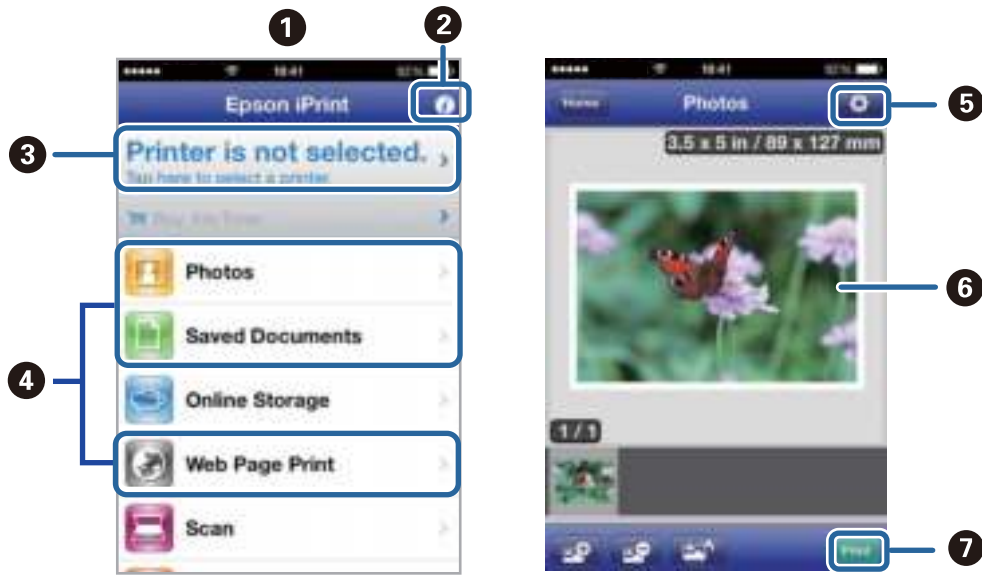 1
2
10:41
Epson iPrint
i
3
Printer is not selected.
Tap here to select a printer.
4
Photos
Saved Documents
Online Storage
Web Page Print
Scan
10:41
Home
Photos
5
3.5 x 5 in / 89 x 127 mm
6
1/1
Print
7